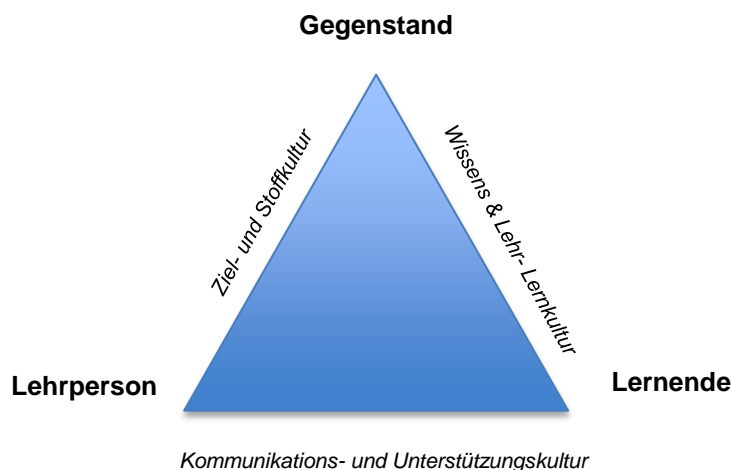 Gegenstand
Ziel- und Stoffkultur
Wissens & Lehr- Lernkultur
Lehrperson
Lernende
Kommunikations- und Unterstützungskultur